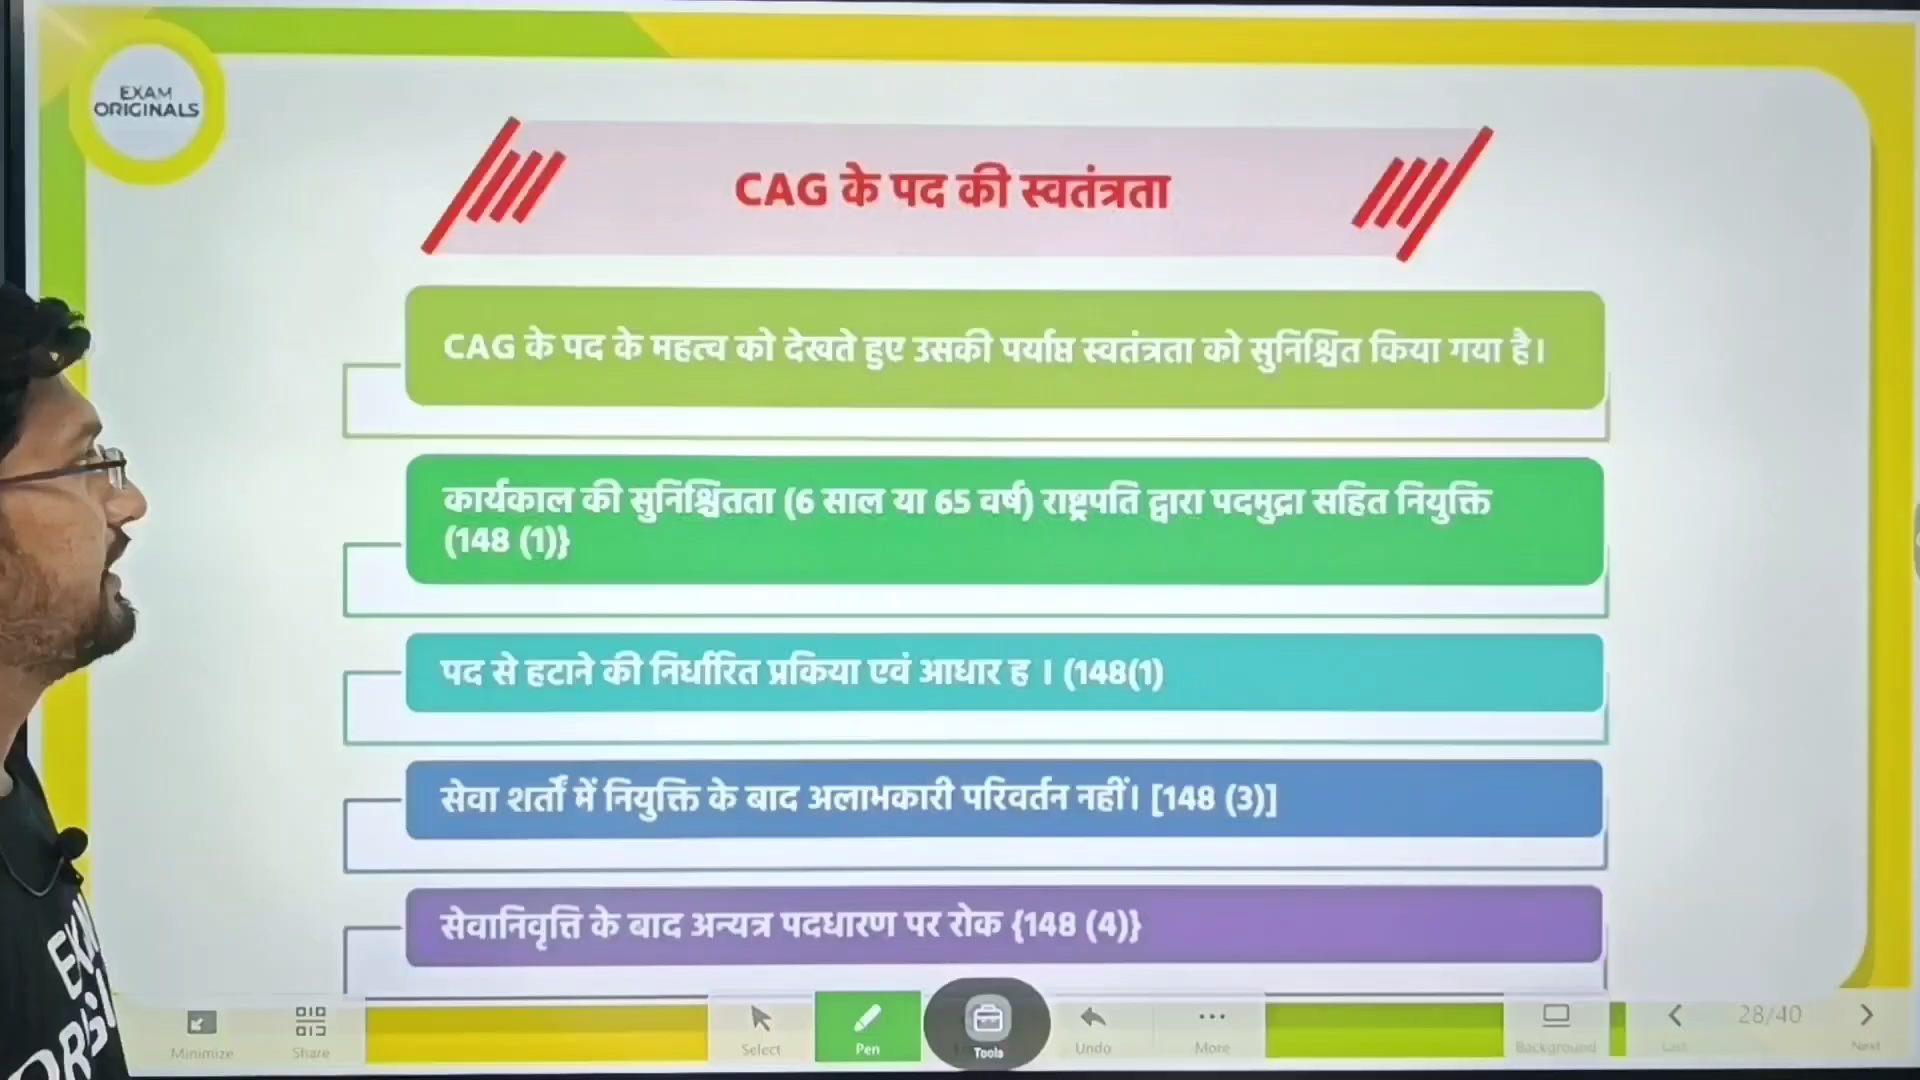 EXAM
ORIGINALS
CAG के पद की स्वतंत्रता
CAG के पद के महत्व को देखते हुए उसकी पर्याप्त स्वतंत्रता को सुनिश्चित किया गया है।
कार्यकाल की सुनिश्चितता (6 साल या 65 वर्ष) राष्ट्रपति द्वारा पदमुद्रा सहित नियुक्ति
(148 (1)}
पद से हटाने की निर्धारित प्रकिया एवं आधार ह । (148(1)
सेवा शर्तों में नियुक्ति के बाद अलाभकारी परिवर्तन नहीं। [148 (3)]
सेवानिवृत्ति के बाद अन्यत्र पदधारण पर रोक {148 (4)}
Minimize
Share
Select
Pen
Tools
Undo
More
Background
Last
28/40
Next